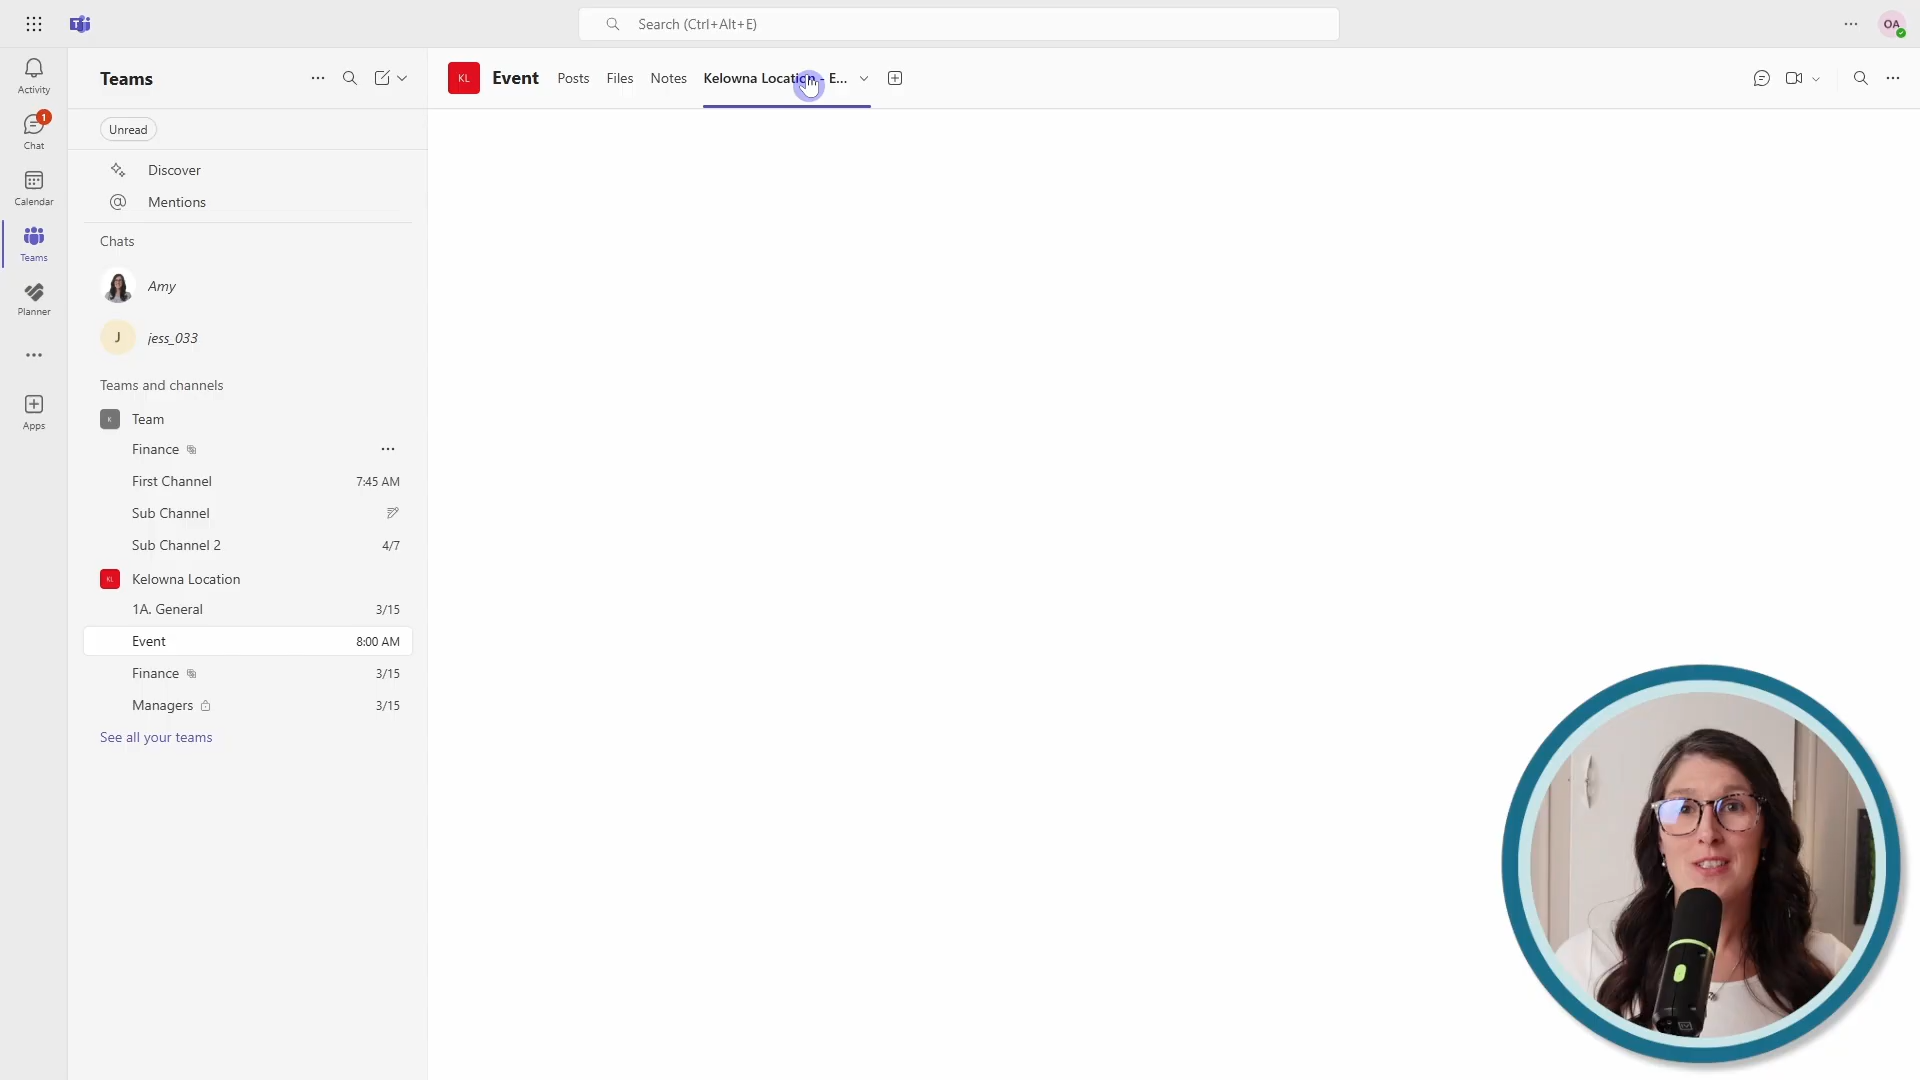 Search (Ctrl+Alt+E)
OA
Activity
1
Chat
Calendar
Teams
Planner
Apps
Teams
Unread
Discover
Mentions
Chats
Amy
J
jess_033
Teams and channels
K
Team
Finance
First Channel 7:45 AM
Sub Channel
Sub Channel 2 4/7
KL
Kelowna Location
1A. General 3/15
Event 8:00 AM
Finance 3/15
Managers 3/15
See all your teams
KL
Event
Posts
Files
Notes
Kelowna Location - E...